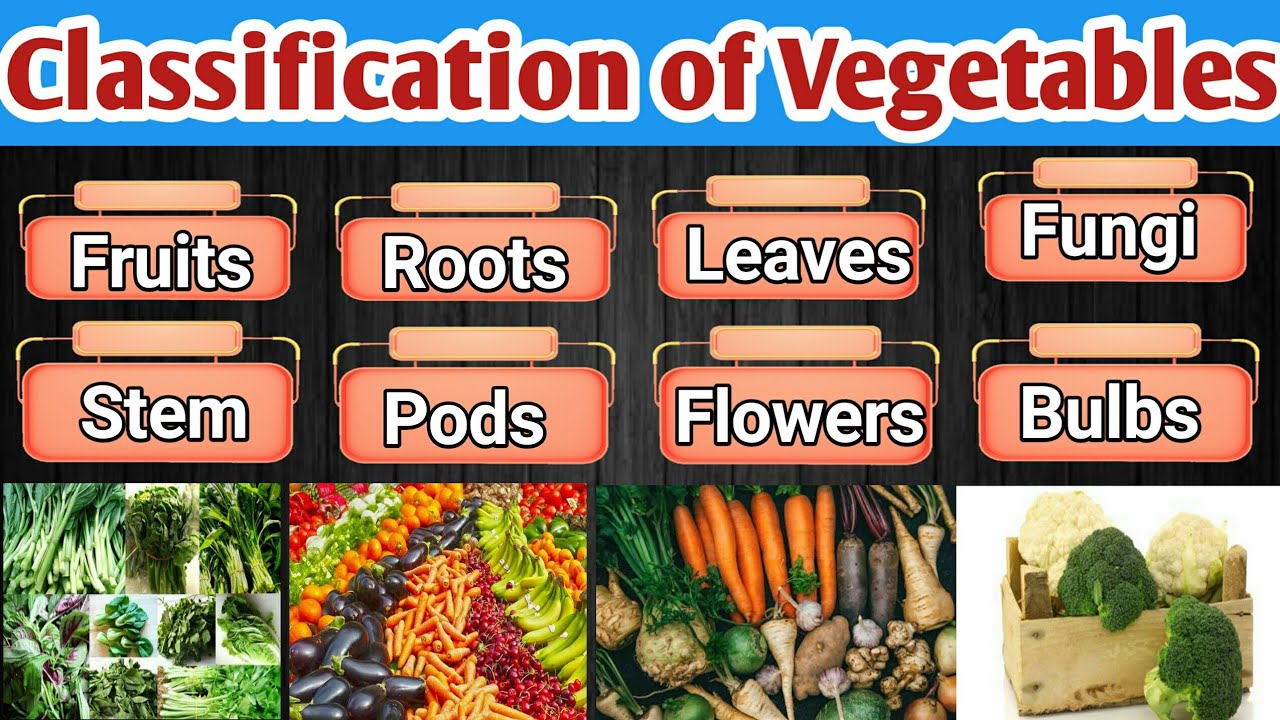 Classification of Vegetables
Fruits
Roots
Leaves
Fungi
Stem
Pods
Flowers
Bulbs